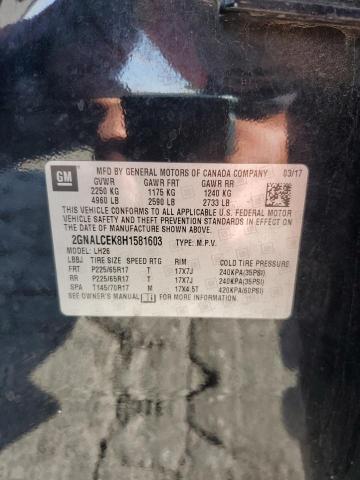 GM
MFD BY GENERAL MOTORS OF CANADA COMPANY 03/17
GVWR GAWR FRT GAWR RR
2250 KG 1175 KG 1240 KG
4960 LB 2590 LB 2733 LB
THIS VEHICLE CONFORMS TO ALL APPLICABLE U.S. FEDERAL MOTOR VEHICLE SAFETY AND THEFT PREVENTION STANDARDS IN EFFECT ON THE DATE OF MANUFACTURE SHOWN ABOVE.
2GNALCEK8H1581603 TYPE: M.P.V.
MODEL: LH26
LBBJ TIRE SIZE SPEED RTG RIM COLD TIRE PRESSURE
FRT P225/65R17 T 17X7J 240KPA(35PSI)
RR P225/65R17 T 17X7J 240KPA(35PSI)
SPA T145/70R17 M 17X4.5T 420KPA(60PSI)
SEE OWNER'S MANUAL FOR ADDITIONAL INFORMATION.